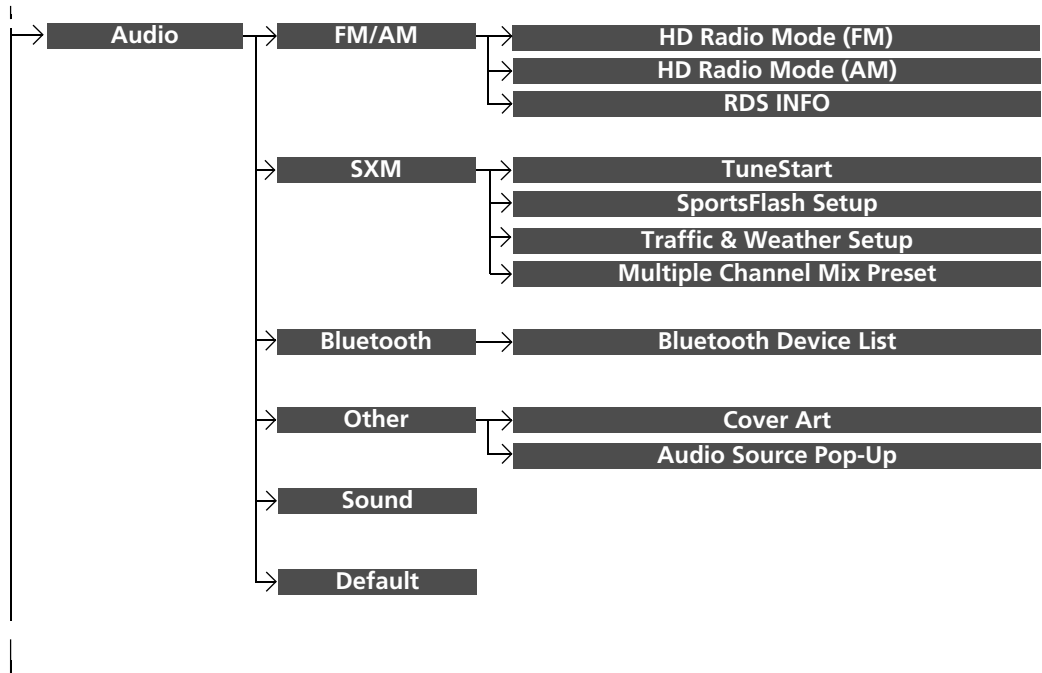 Audio
FM/AM
HD Radio Mode (FM)
HD Radio Mode (AM)
RDS INFO
SXM
TuneStart
SportsFlash Setup
Traffic & Weather Setup
Multiple Channel Mix Preset
Bluetooth
Bluetooth Device List
Other
Cover Art
Audio Source Pop-Up
Sound
Default